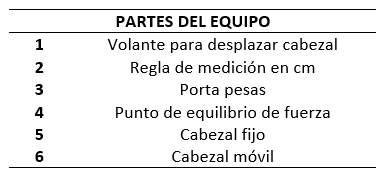 PARTES DEL EQUIPO
1 Volante para desplazar cabezal
2 Regla de medición en cm
3 Porta pesas
4 Punto de equilibrio de fuerza
5 Cabezal fijo
6 Cabezal móvil